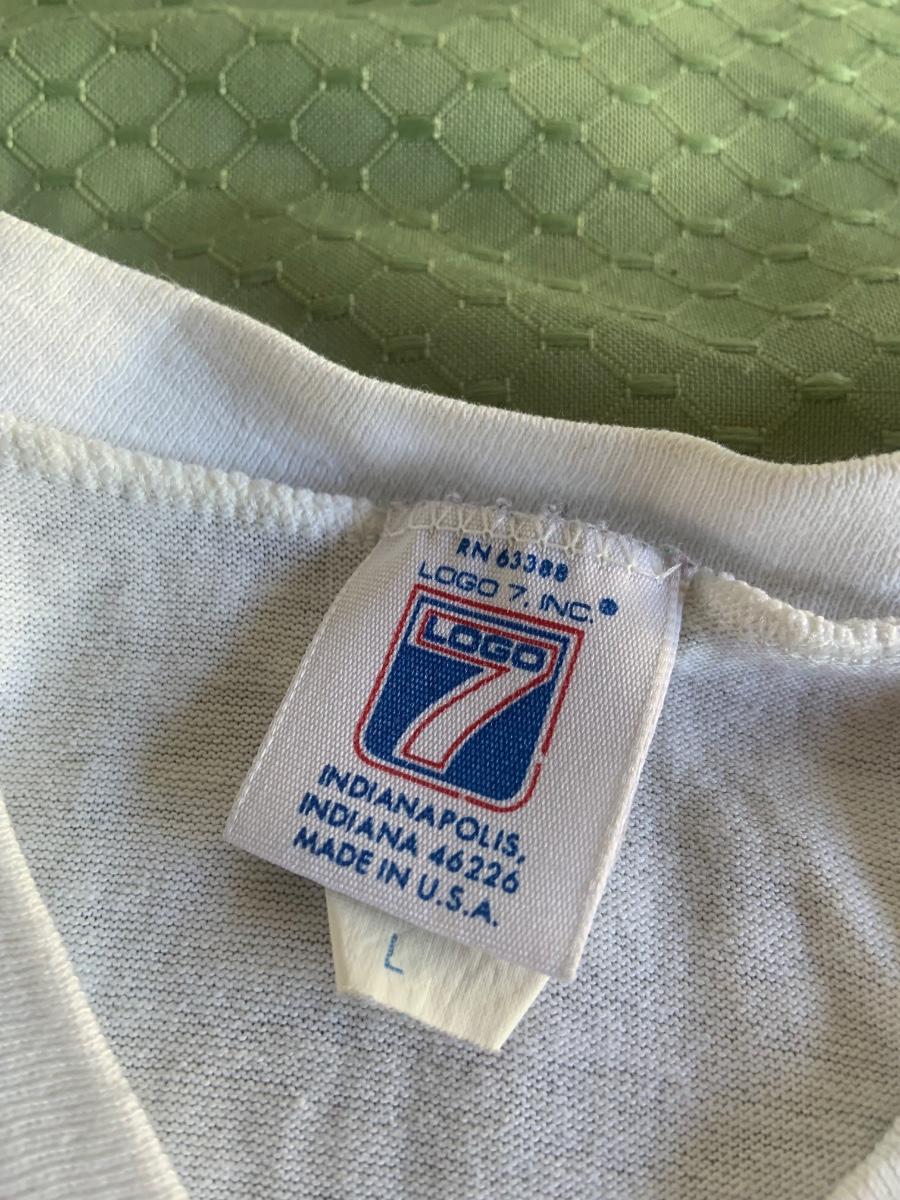 RN 63388
LOGO 7, INC.®
LOGO
7
INDIANAPOLIS,
INDIANA 46226
MADE IN U.S.A.
L